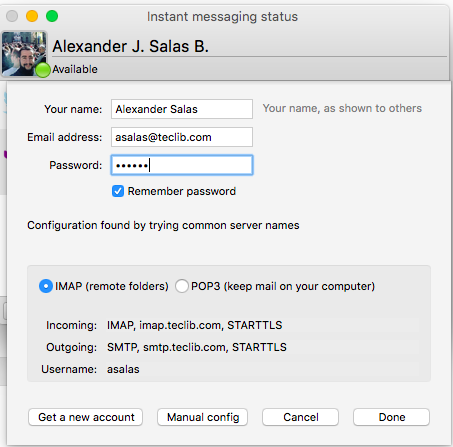 Instant messaging status
Alexander J. Salas B.
Available
Your name: Alexander Salas Your name, as shown to others
Email address: asalas@teclib.com
Password: ••••••
Remember password
Configuration found by trying common server names
IMAP (remote folders) POP3 (keep mail on your computer)
Incoming: IMAP, imap.teclib.com, STARTTLS
Outgoing: SMTP, smtp.teclib.com, STARTTLS
Username: asalas
Get a new account Manual config Cancel Done